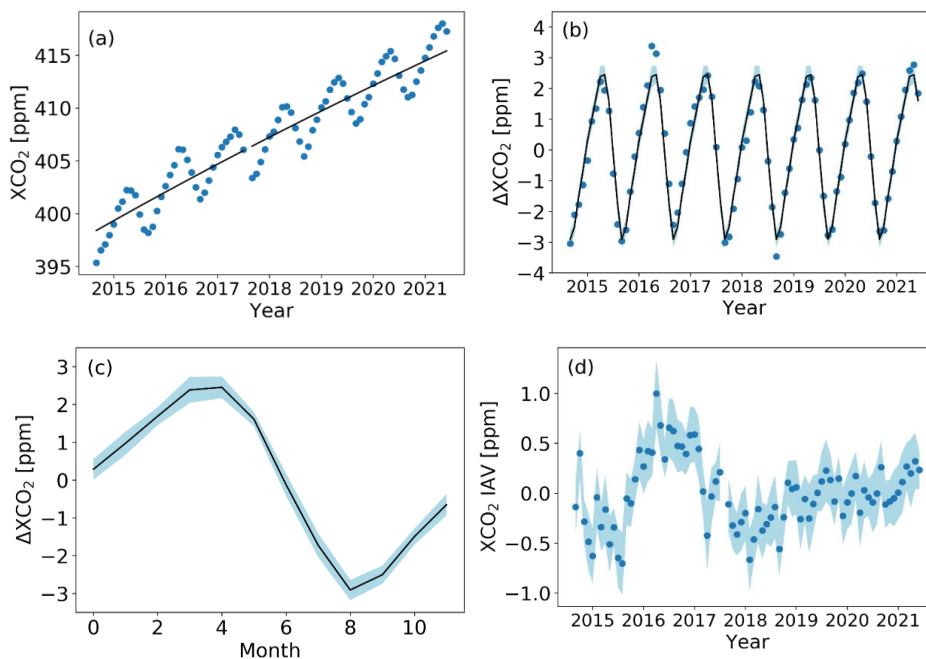 (a)
XCO₂ [ppm]
415
410
405
400
395
2015 2016 2017 2018 2019 2020 2021
Year
(b)
ΔXCO₂ [ppm]
4
3
2
1
0
−1
−2
−3
−4
2015 2016 2017 2018 2019 2020 2021
Year
(c)
ΔXCO₂ [ppm]
3
2
1
0
−1
−2
−3
0 2 4 6 8 10
Month
(d)
XCO₂ IAV [ppm]
1.0
0.5
0.0
−0.5
−1.0
2015 2016 2017 2018 2019 2020 2021
Year